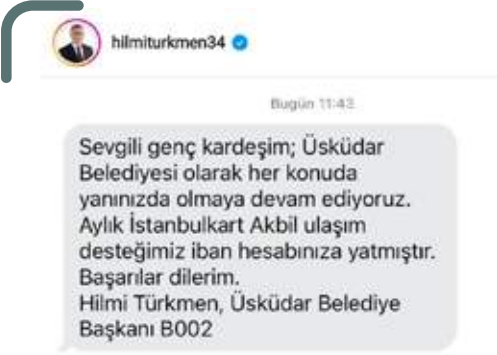 hilmiturkmen34
Bugün 11:43
Sevgili genç kardeşim; Üsküdar
Belediyesi olarak her konuda
yanınızda olmaya devam ediyoruz.
Aylık İstanbulkart Akbil ulaşım
desteğimiz iban hesabınıza yatmıştır.
Başarılar dilerim.
Hilmi Türkmen, Üsküdar Belediye
Başkanı B002